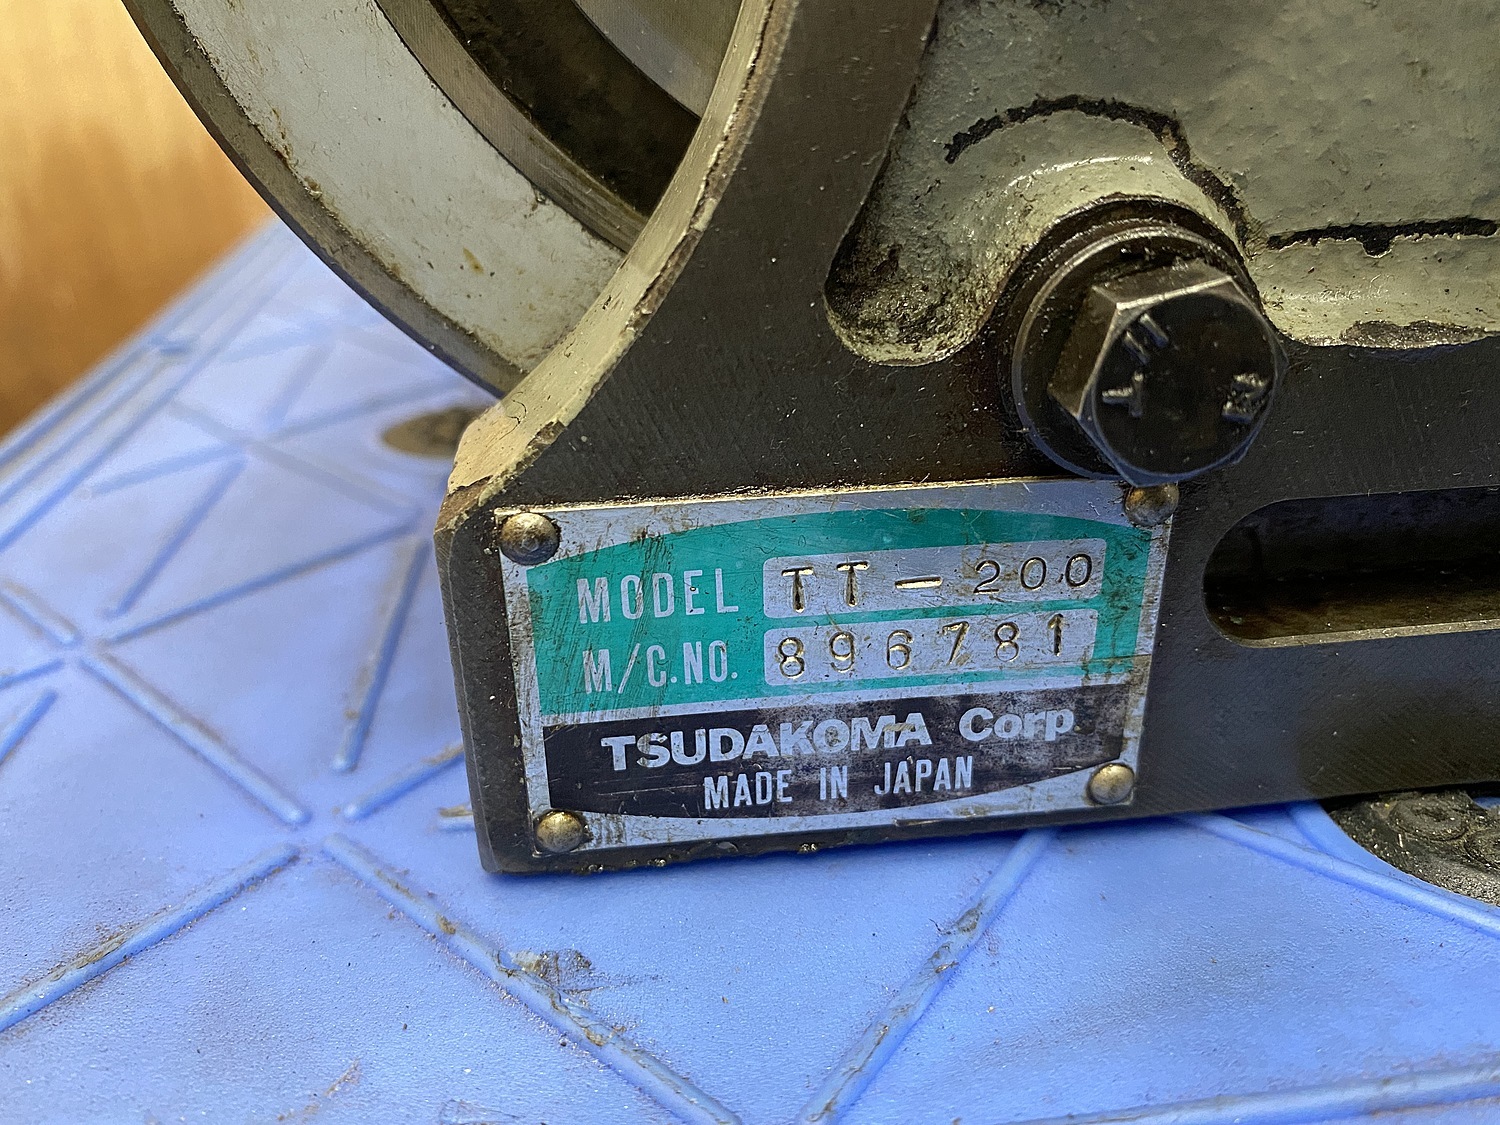 MODEL TT-200
M/C.NO. 896781
TSUDAKOMA Corp.
MADE IN JAPAN